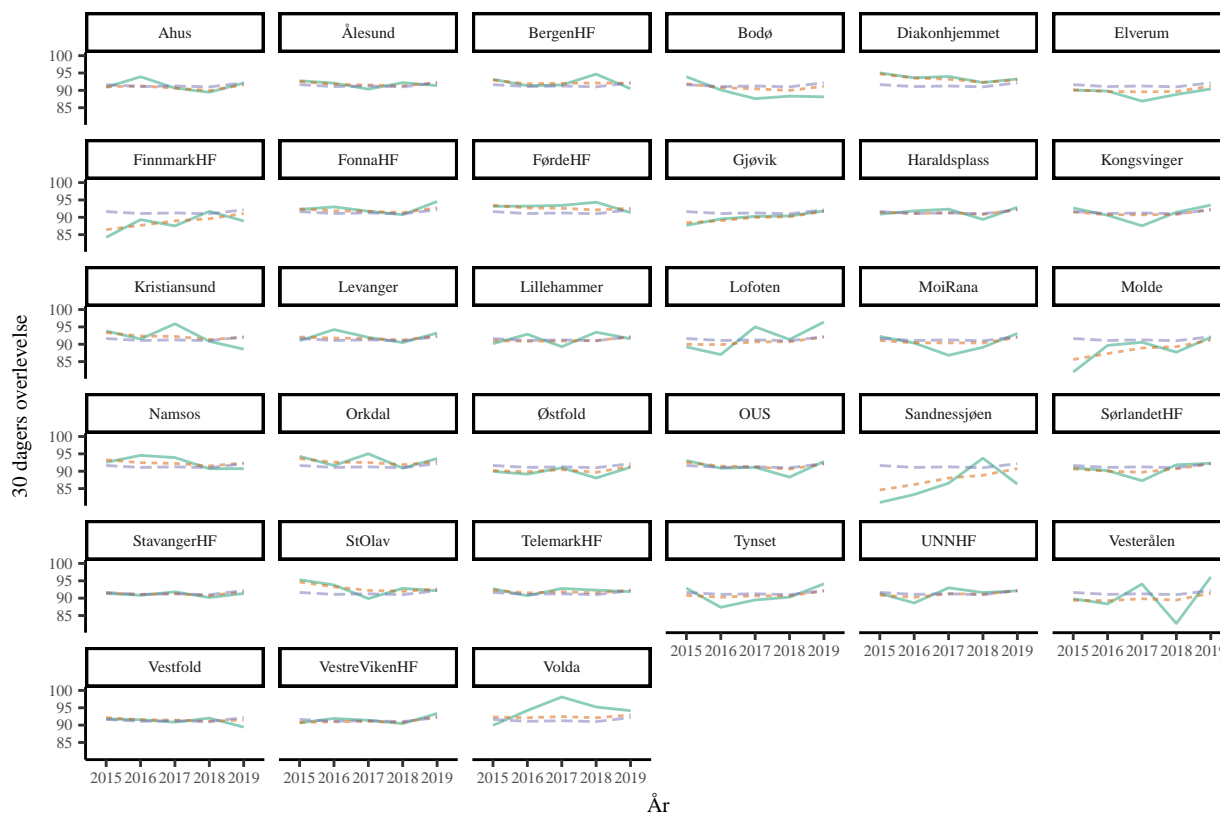 Ahus Ålesund BergenHF Bodø Diakonhjemmet Elverum
100
95
90
85
FinnmarkHF FonnaHF FørdeHF Gjøvik Haraldsplass Kongsvinger
100
95
90
85
Kristiansund Levanger Lillehammer Lofoten MoiRana Molde
100
95
90
85
30 dagers overlevelse
Namsos Orkdal Østfold OUS Sandnessjøen SørlandetHF
100
95
90
85
StavangerHF StOlav TelemarkHF Tynset UNNHF Vesterålen
100
95
90
85
2015 2016 2017 2018 2019 2015 2016 2017 2018 2019 2015 2016 2017 2018 2019
Vestfold VestreVikenHF Volda
100
95
90
85
2015 2016 2017 2018 2019 2015 2016 2017 2018 2019 2015 2016 2017 2018 2019
År